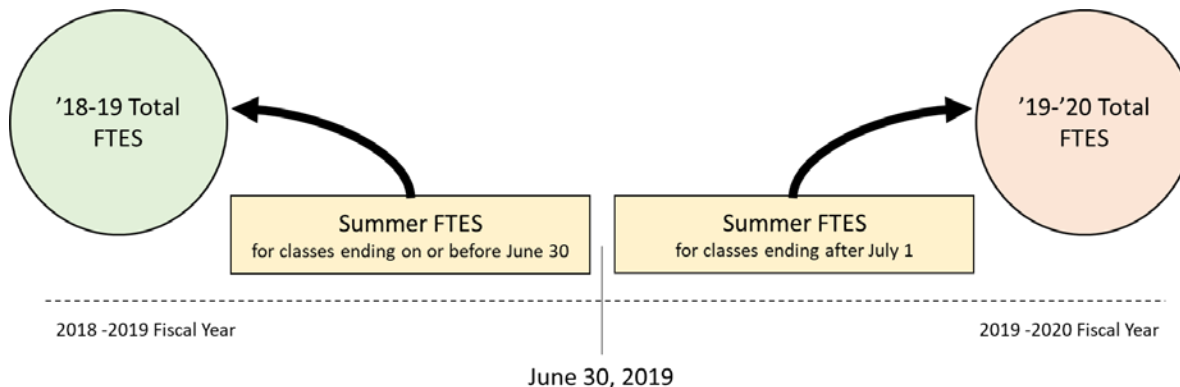 '18-19 Total
FTES
'19-'20 Total
FTES
Summer FTES
for classes ending on or before June 30
Summer FTES
for classes ending after July 1
2018 -2019 Fiscal Year
2019 -2020 Fiscal Year
June 30, 2019